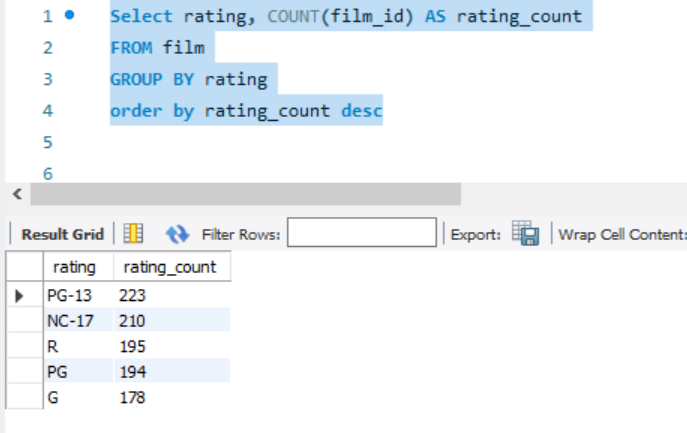 1 Select rating, COUNT(film_id) AS rating_count
2 FROM film
3 GROUP BY rating
4 order by rating_count desc
5
6
Result Grid Filter Rows: Export: Wrap Cell Content:
rating rating_count
PG-13 223
NC-17 210
R 195
PG 194
G 178